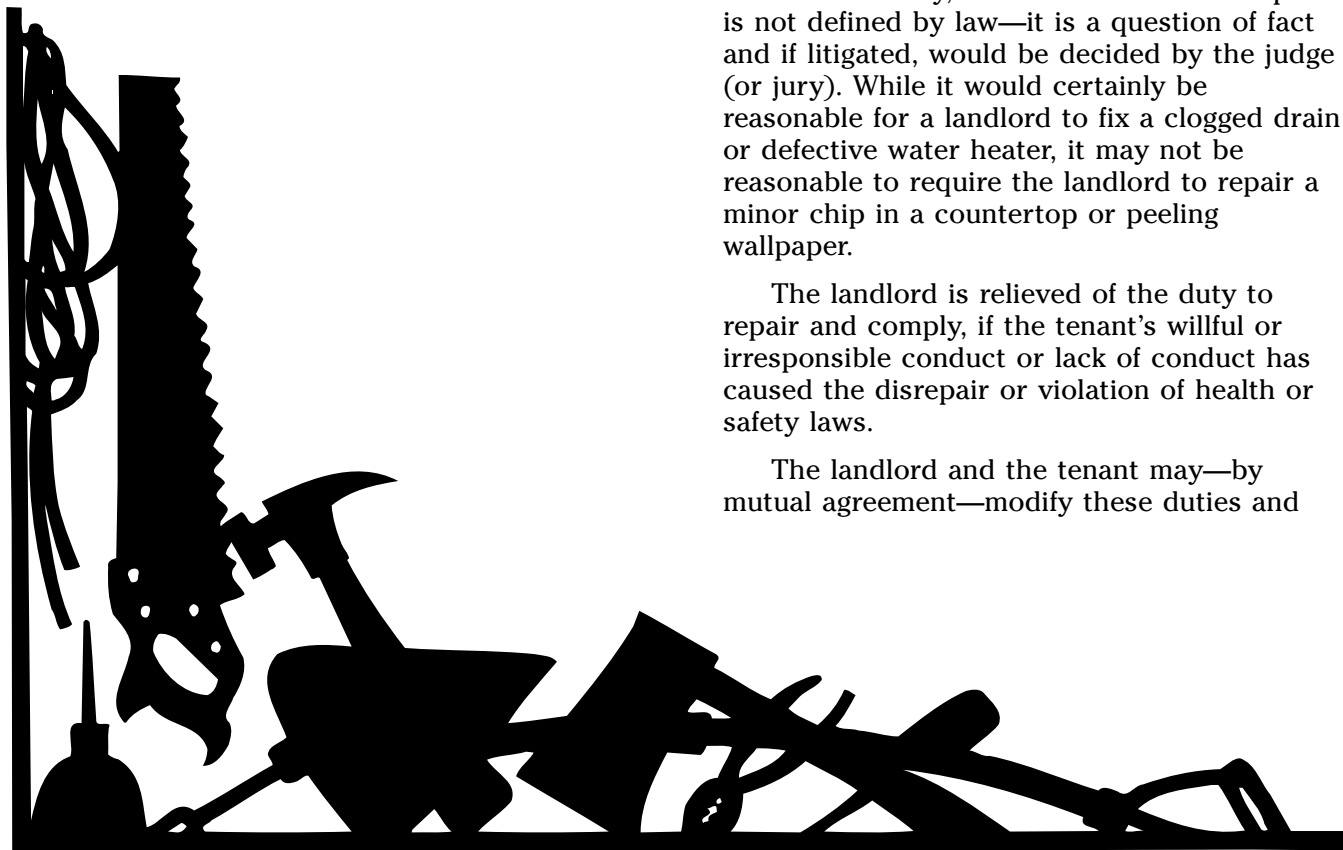 is not defined by law—it is a question of fact
and if litigated, would be decided by the judge
(or jury). While it would certainly be
reasonable for a landlord to fix a clogged drain
or defective water heater, it may not be
reasonable to require the landlord to repair a
minor chip in a countertop or peeling
wallpaper.
The landlord is relieved of the duty to
repair and comply, if the tenant’s willful or
irresponsible conduct or lack of conduct has
caused the disrepair or violation of health or
safety laws.
The landlord and the tenant may—by
mutual agreement—modify these duties and